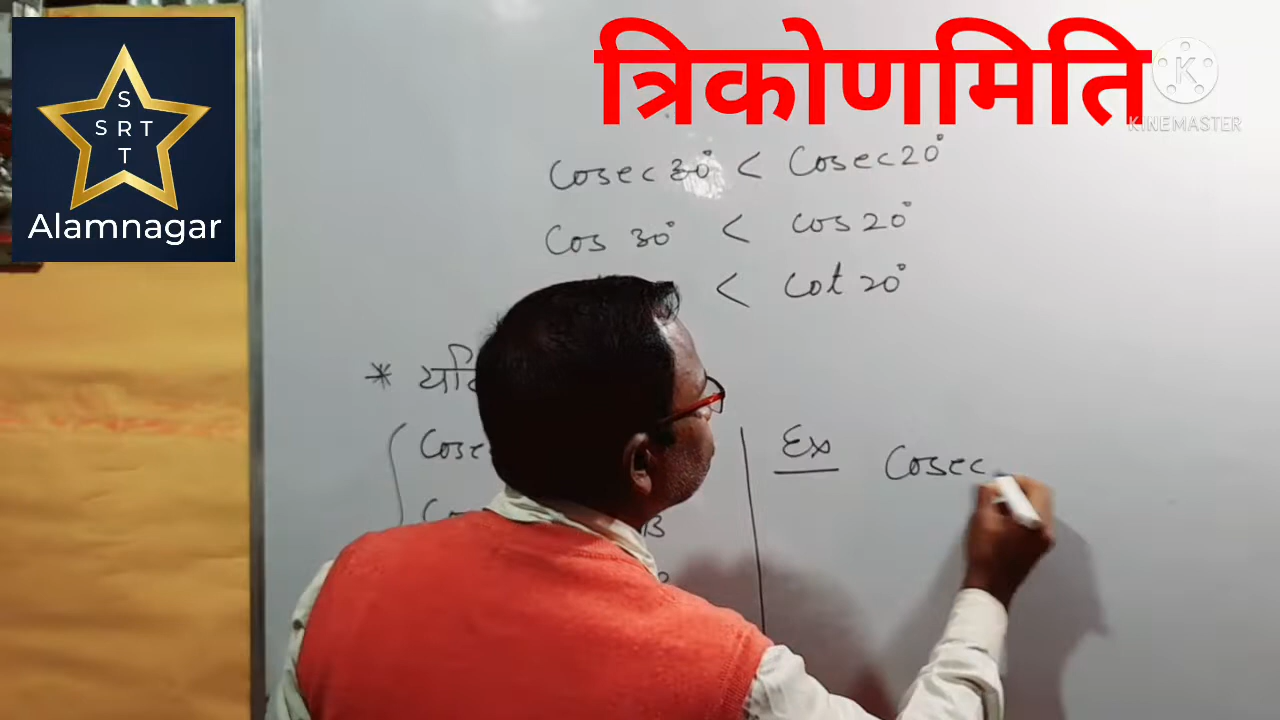 त्रिकोणमिति
KINEMASTER
S
S R T
T
Alamnagar
Cosec 30° < Cosec 20°
Cos 30° < cos 20°
< Cot 20°
*
Ex Cosec